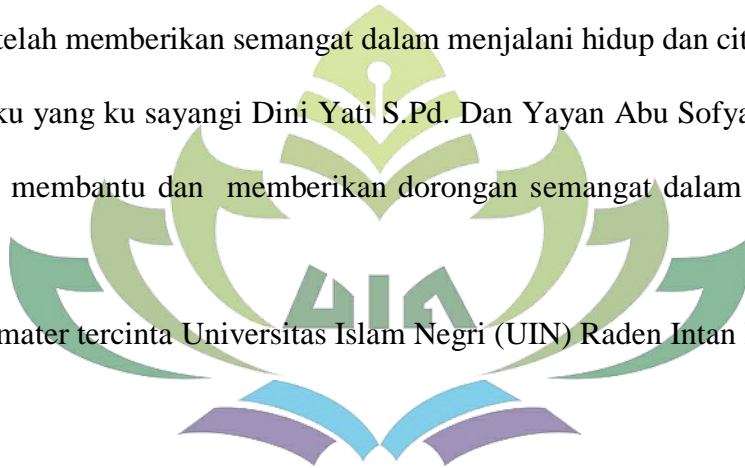 telah memberikan semangat dalam menjalani hidup dan cit
ku yang ku sayangi Dini Yati S.Pd. Dan Yayan Abu Sofya
membantu dan memberikan dorongan semangat dalam
UIN
mater tercinta Universitas Islam Negri (UIN) Raden Intan